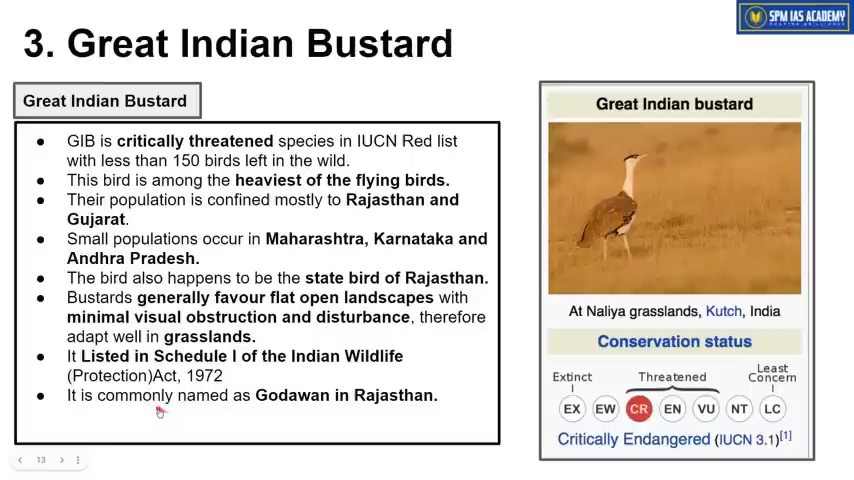 SPM IAS ACADEMY
3. Great Indian Bustard
Great Indian Bustard
● GIB is critically threatened species in IUCN Red list
with less than 150 birds left in the wild.
● This bird is among the heaviest of the flying birds.
● Their population is confined mostly to Rajasthan and
Gujarat.
● Small populations occur in Maharashtra, Karnataka and
Andhra Pradesh.
● The bird also happens to be the state bird of Rajasthan.
● Bustards generally favour flat open landscapes with
minimal visual obstruction and disturbance, therefore
adapt well in grasslands.
● It Listed in Schedule I of the Indian Wildlife
(Protection)Act, 1972
● It is commonly named as Godawan in Rajasthan.
13
Great Indian bustard
At Naliya grasslands, Kutch, India
Conservation status
Extinct Threatened Least
Concern
EX EW CR EN VU NT LC
Critically Endangered (IUCN 3.1)[1]